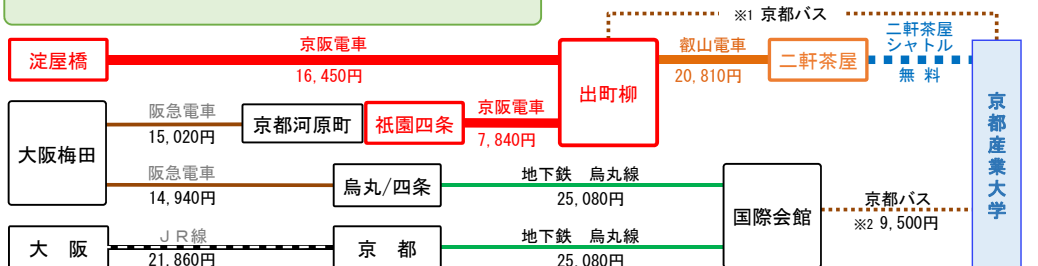 ※1 京都バス
淀屋橋
京阪電車
16,450円
出町柳
叡山電車
20,810円
二軒茶屋
二軒茶屋
シャトル
無 料
京都産業大学
大阪梅田
阪急電車
15,020円
京都河原町
祇園四条
京阪電車
7,840円
阪急電車
14,940円
烏丸/四条
地下鉄 烏丸線
25,080円
国際会館
京都バス
※2 9,500円
大 阪
JR線
21,860円
京 都
地下鉄 烏丸線
25,080円